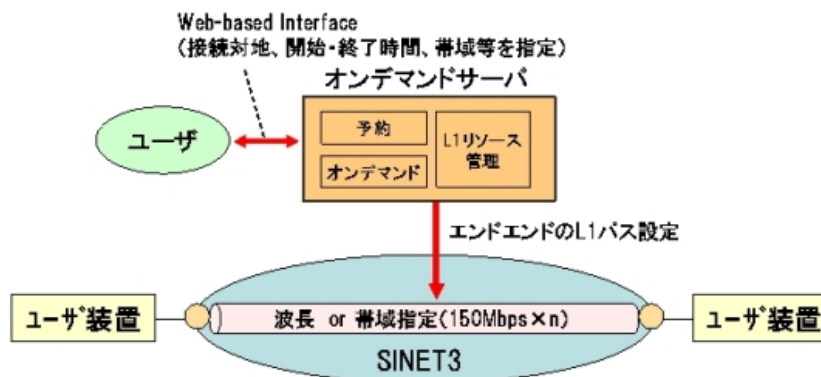 Web-based Interface
(接続対地、開始・終了時間、帯域等を指定)
オンデマンドサーバ
ユーザ
予約
オンデマンド
L1リソース
管理
エンドエンドのL1パス設定
ユーザ装置
波長 or 帯域指定(150Mbps×n)
ユーザ装置
SINET3